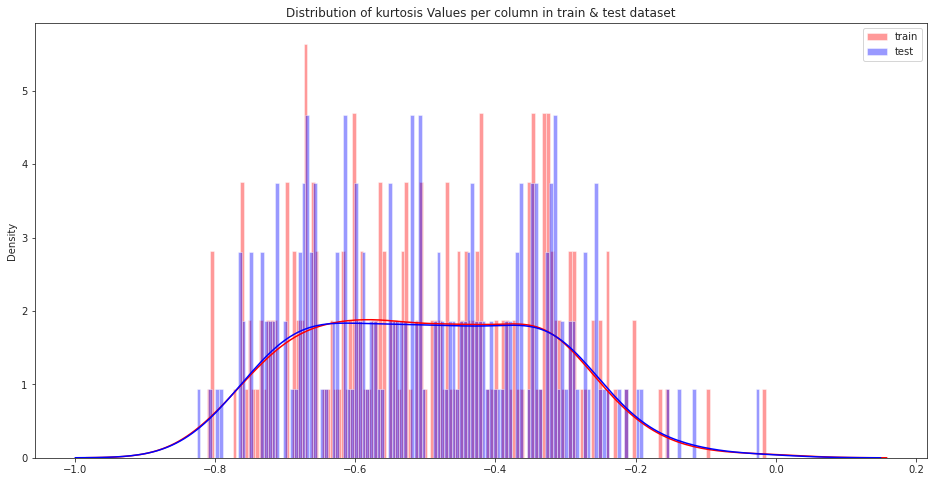 Distribution of kurtosis Values per column in train & test dataset
train
test
Density
5
4
3
2
1
0
−1.0 −0.8 −0.6 −0.4 −0.2 0.0 0.2